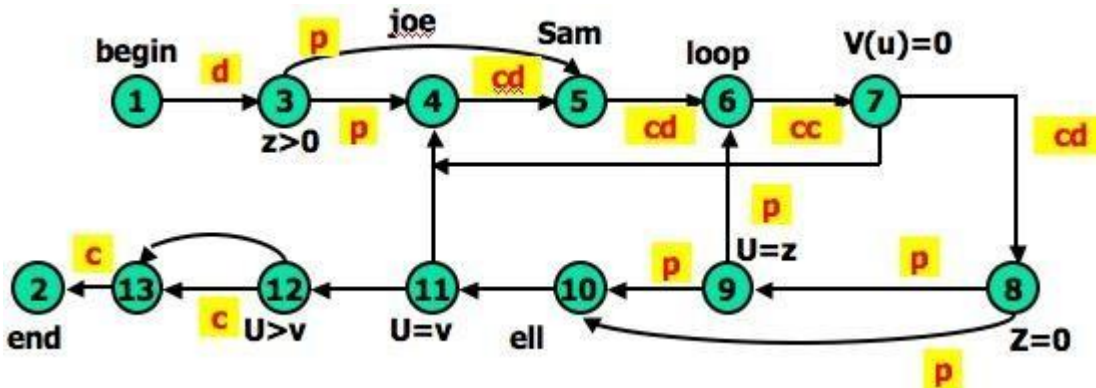 joe
begin
p
Sam
V(u)=0
loop
d
cd
1
3
4
5
6
7
z>0
p
cd
cc
cd
p
U=z
c
p
p
2
13
12
11
10
9
8
c
end
U>v
U=v
ell
Z=0
p